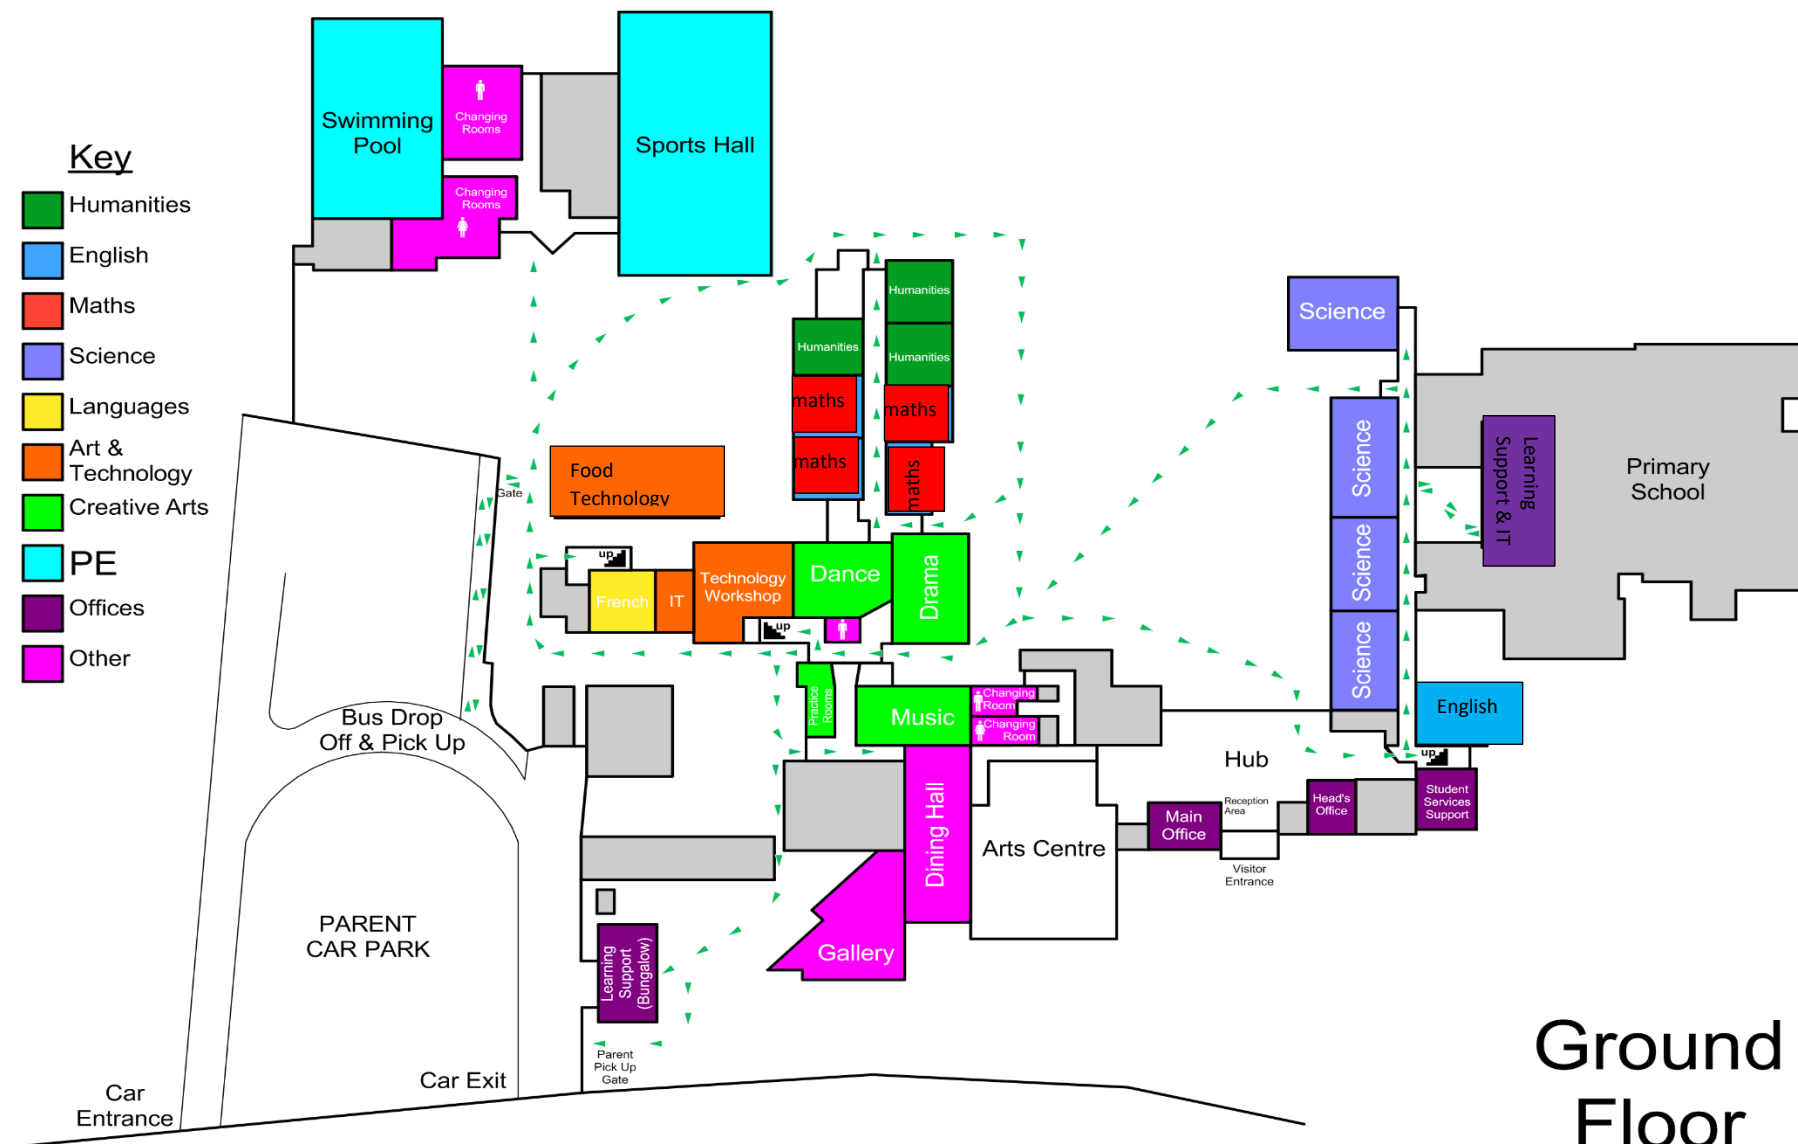 Key
Humanities
English
Maths
Science
Languages
Art &
Technology
Creative Arts
PE
Offices
Other
Swimming
Pool
Changing
Rooms
Changing
Rooms
Sports Hall
Humanities
Humanities
Humanities
maths
maths
maths
maths
Food
Technology
Gate
up
French
IT
Technology
Workshop
Dance
Drama
up
Practice
Rooms
Music
Changing
Room
Changing
Room
Dining Hall
Gallery
Arts Centre
Science
Science
Science
Science
Learning
Support & IT
Primary
School
English
up
Hub
Reception
Area
Main
Office
Head's
Office
Student
Services
Support
Visitor
Entrance
Bus Drop
Off & Pick Up
PARENT
CAR PARK
Learning
Support
(Bungalow)
Parent
Pick Up
Gate
Car Exit
Car
Entrance
Ground
Floor